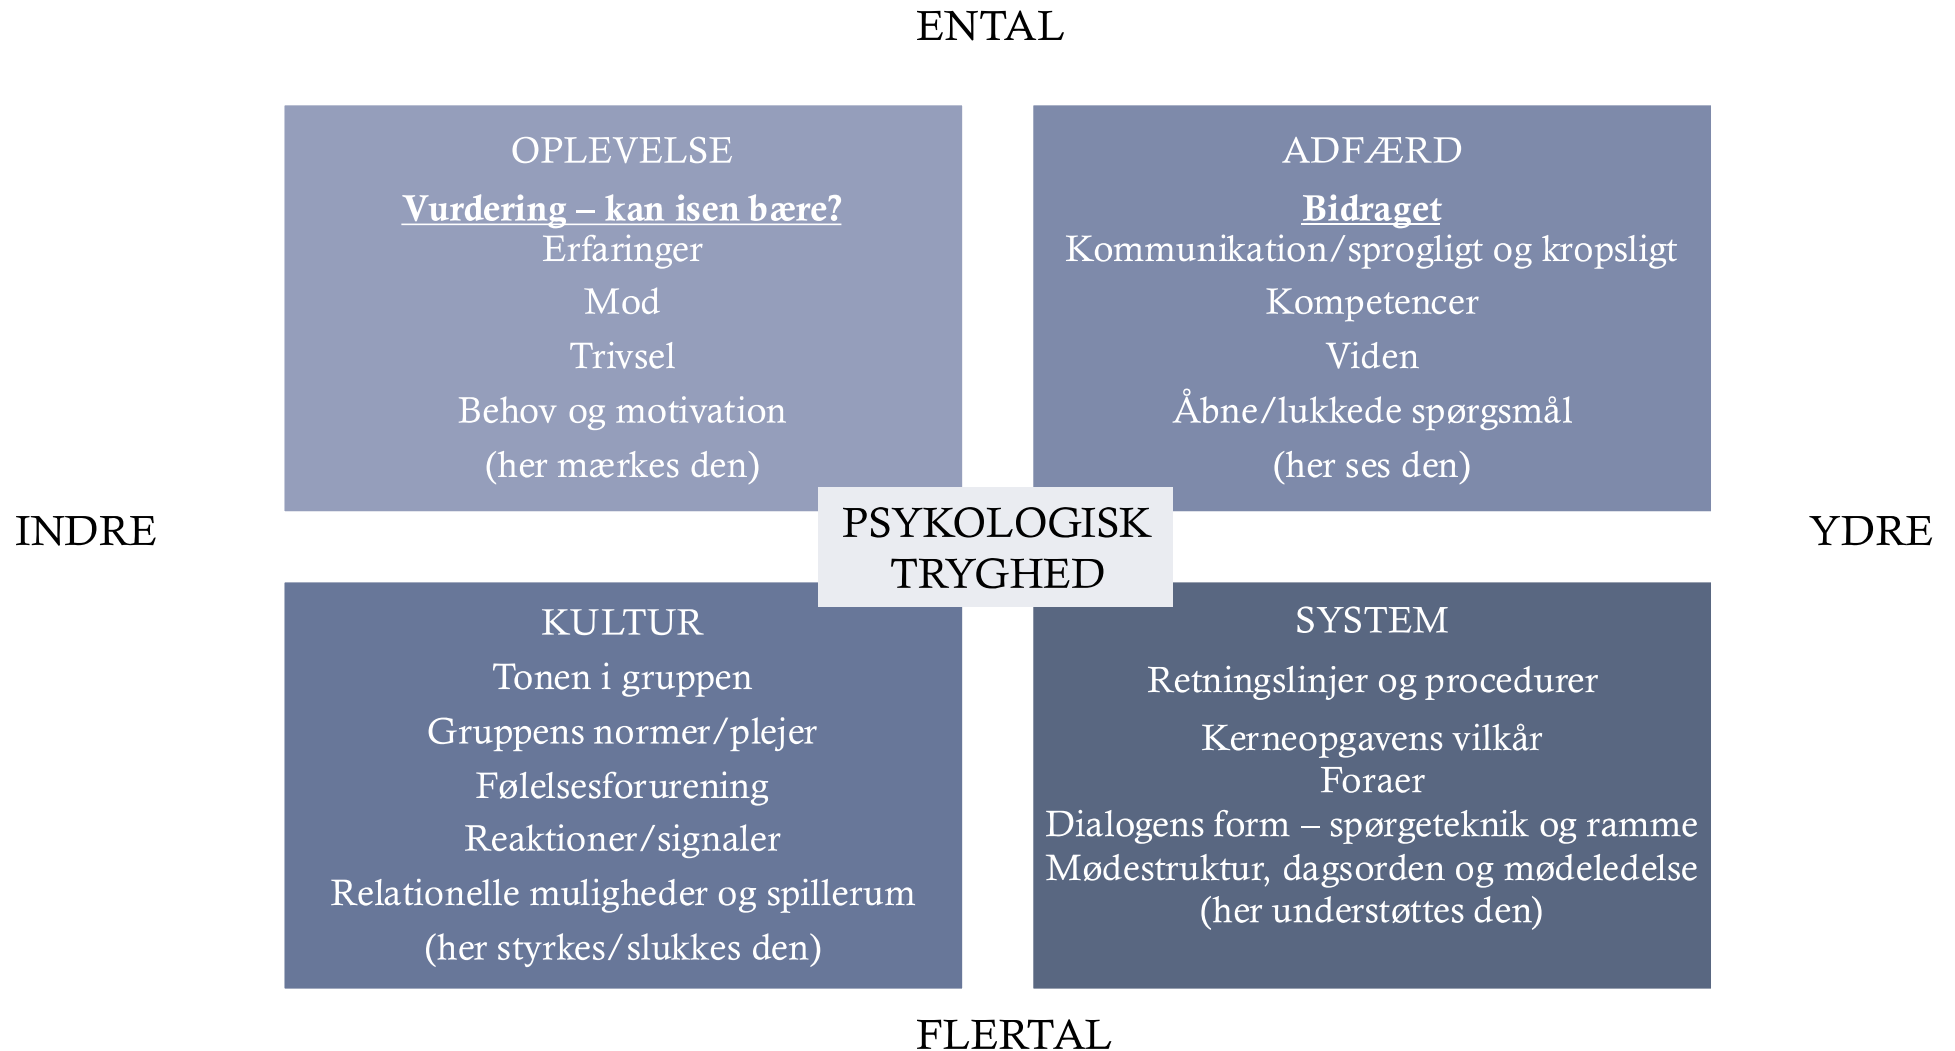 ENTAL
OPLEVELSE
Vurdering – kan isen bære?
Erfaringer
Mod
Trivsel
Behov og motivation
(her mærkes den)
ADFÆRD
Bidraget
Kommunikation/sprogligt og kropsligt
Kompetencer
Viden
Åbne/lukkede spørgsmål
(her ses den)
INDRE
PSYKOLOGISK
TRYGHED
YDRE
KULTUR
Tonen i gruppen
Gruppens normer/plejer
Følelsesforurening
Reaktioner/signaler
Relationelle muligheder og spillerum
(her styrkes/slukkes den)
SYSTEM
Retningslinjer og procedurer
Kerneopgavens vilkår
Foraer
Dialogens form – spørgeteknik og ramme
Mødestruktur, dagsorden og mødeledelse
(her understøttes den)
FLERTAL